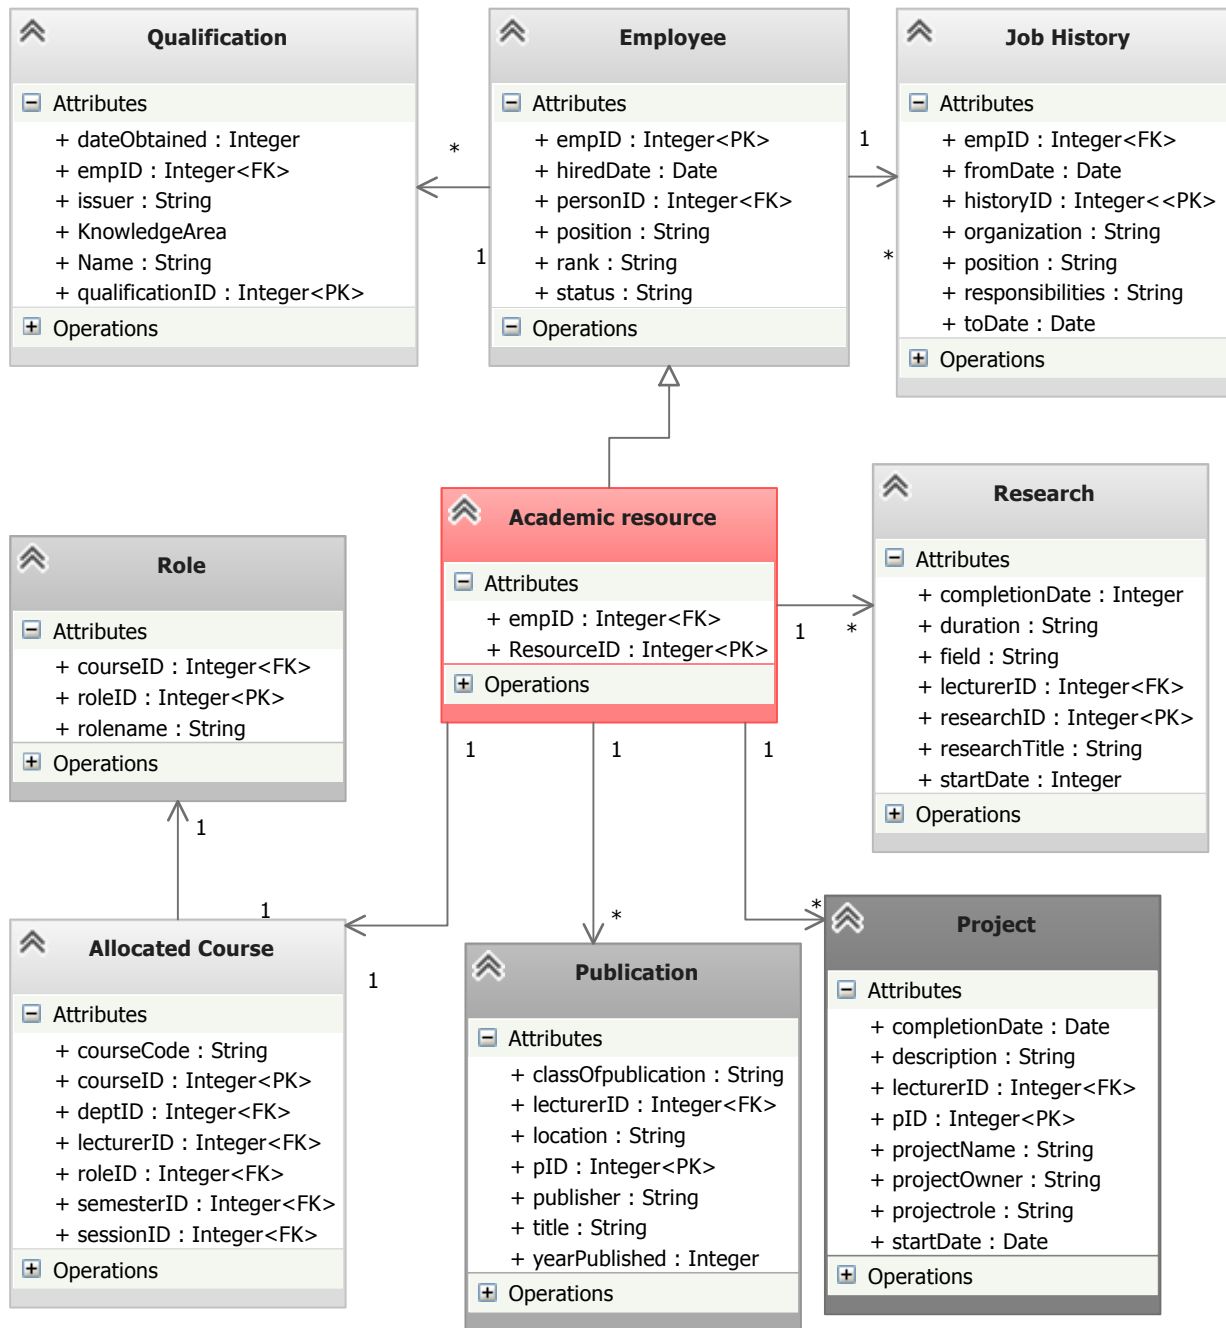 Qualification
Attributes
+ dateObtained : Integer
+ empID : Integer<FK>
+ issuer : String
+ KnowledgeArea
+ Name : String
+ qualificationID : Integer<PK>
Operations
*
1
Employee
Attributes
+ empID : Integer<PK>
+ hiredDate : Date
+ personID : Integer<FK>
+ position : String
+ rank : String
+ status : String
Operations
1
*
Job History
Attributes
+ empID : Integer<FK>
+ fromDate : Date
+ historyID : Integer<<PK>
+ organization : String
+ position : String
+ responsibilities : String
+ toDate : Date
Operations
Academic resource
Attributes
+ empID : Integer<FK>
+ ResourceID : Integer<PK>
Operations
1
*
Research
Attributes
+ completionDate : Integer
+ duration : String
+ field : String
+ lecturerID : Integer<FK>
+ researchID : Integer<PK>
+ researchTitle : String
+ startDate : Integer
Operations
Role
Attributes
+ courseID : Integer<FK>
+ roleID : Integer<PK>
+ rolename : String
Operations
1
1
1
1
1
1
*
*
Allocated Course
Attributes
+ courseCode : String
+ courseID : Integer<PK>
+ deptID : Integer<FK>
+ lecturerID : Integer<FK>
+ roleID : Integer<FK>
+ semesterID : Integer<FK>
+ sessionID : Integer<FK>
Operations
Publication
Attributes
+ classOfpublication : String
+ lecturerID : Integer<FK>
+ location : String
+ pID : Integer<PK>
+ publisher : String
+ title : String
+ yearPublished : Integer
Operations
Project
Attributes
+ completionDate : Date
+ description : String
+ lecturerID : Integer<FK>
+ pID : Integer<PK>
+ projectName : String
+ projectOwner : String
+ projectrole : String
+ startDate : Date
Operations